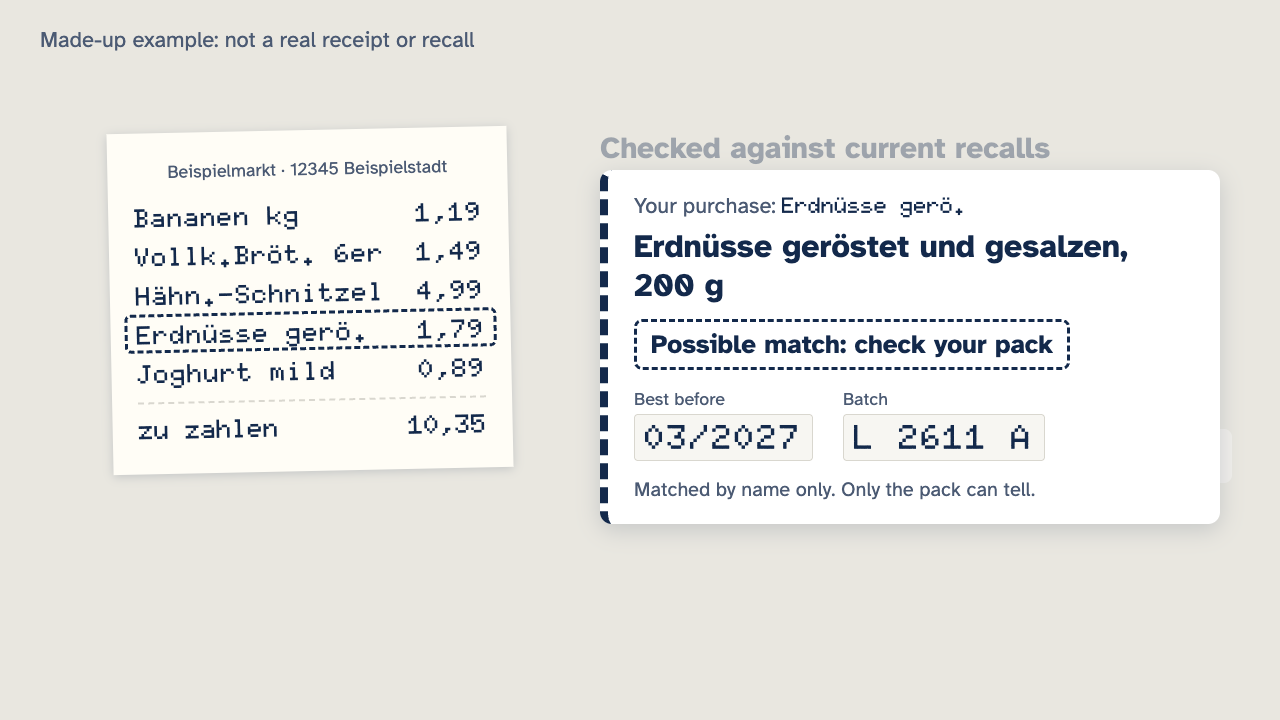 Made-up example: not a real receipt or recall
Beispielmarkt · 12345 Beispielstadt
Bananen kg 1,19
Vollk.Bröt. 6er 1,49
Hähn.-Schnitzel 4,99
Erdnüsse gerö. 1,79
Joghurt mild 0,89
zu zahlen 10,35
Checked against current recalls
Your purchase: Erdnüsse gerö.
Erdnüsse geröstet und gesalzen,
200 g
Possible match: check your pack
Best before Batch
03/2027 L 2611 A
Matched by name only. Only the pack can tell.